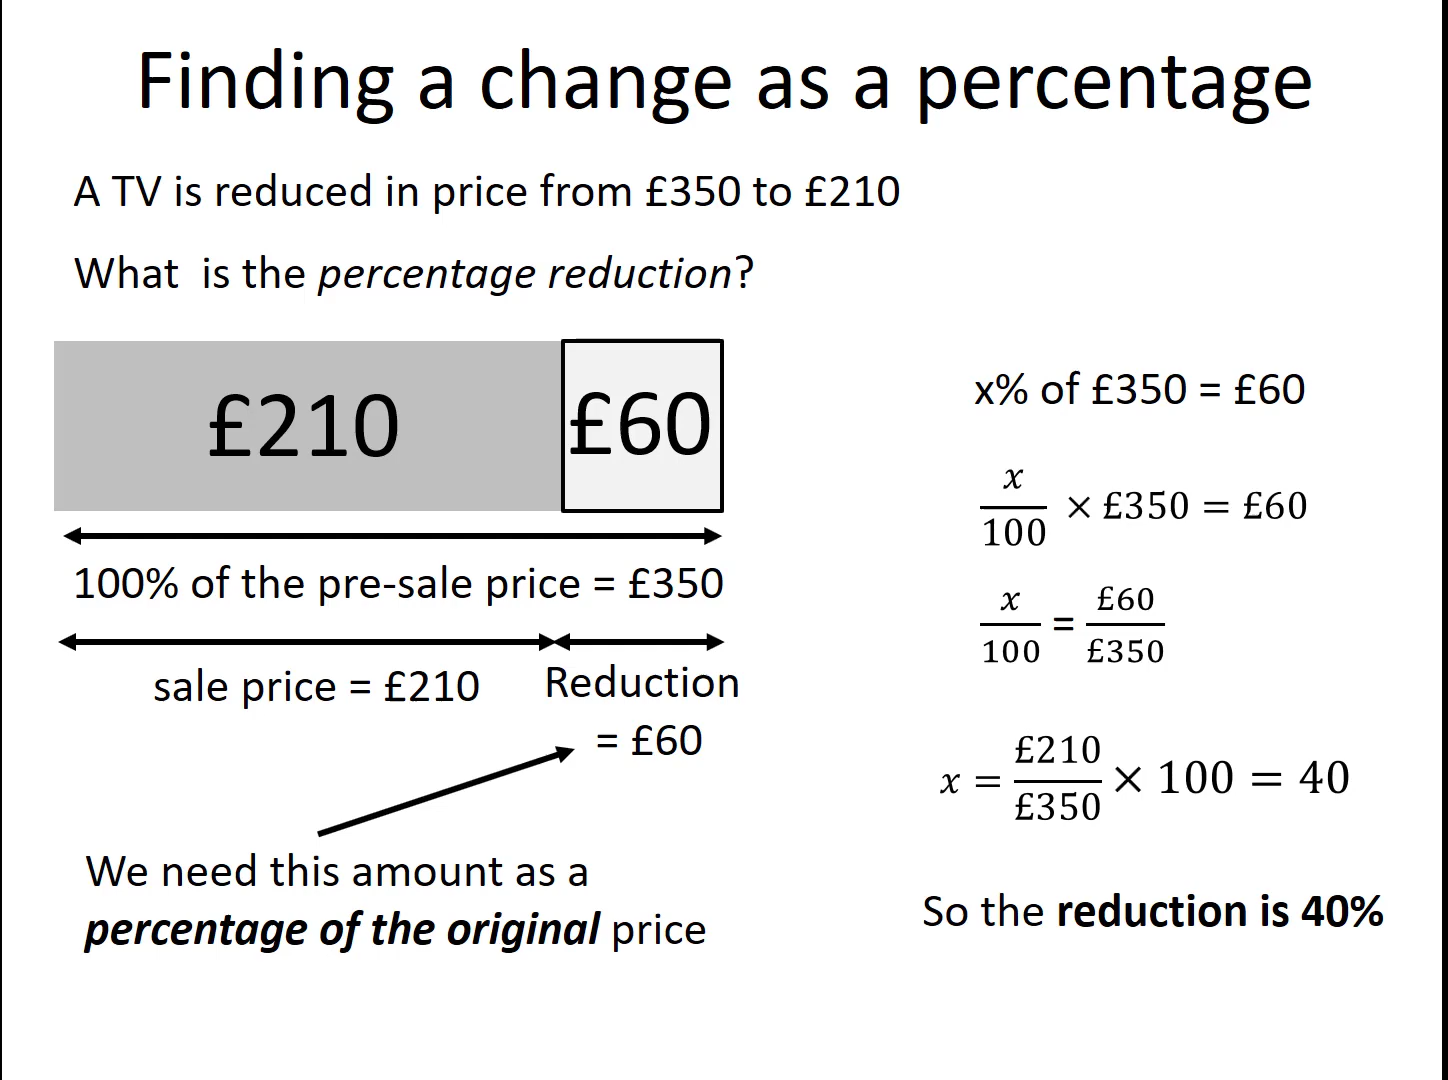 Finding a change as a percentage
A TV is reduced in price from £350 to £210
What is the percentage reduction?
£210
£60
100% of the pre-sale price = £350
sale price = £210
Reduction
= £60
We need this amount as a
percentage of the original price
x% of £350 = £60
x/100 × £350 = £60
x/100 = £60/£350
x = £210/£350 × 100 = 40
So the reduction is 40%